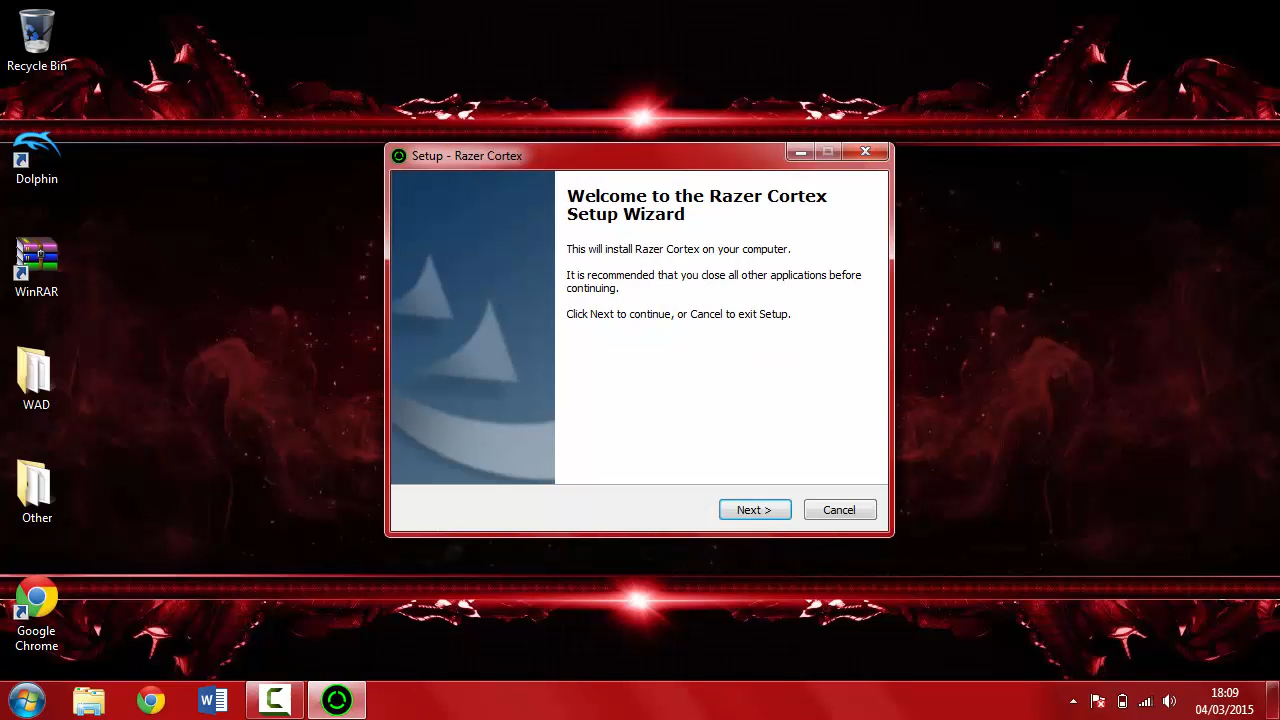 Recycle Bin
Dolphin
WinRAR
WAD
Other
Google
Chrome
Setup - Razer Cortex
Welcome to the Razer Cortex
Setup Wizard
This will install Razer Cortex on your computer.
It is recommended that you close all other applications before
continuing.
Click Next to continue, or Cancel to exit Setup.
Next >
Cancel
18:09
04/03/2015